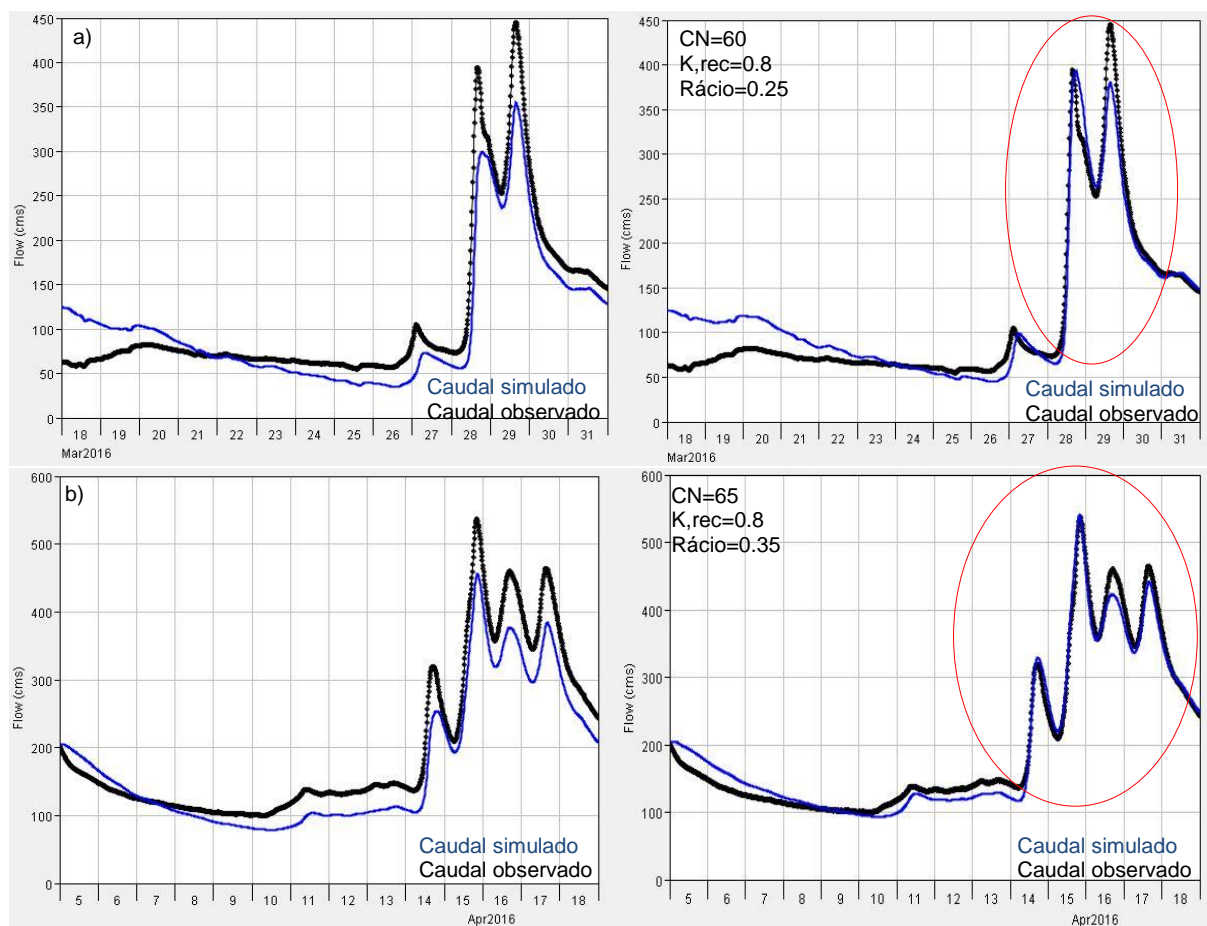 a)
450
400
350
300
250
200
150
100
50
0
Flow (cms)
18 19 20 21 22 23 24 25 26 27 28 29 30 31
Mar2016
Caudal simulado
Caudal observado
CN=60
K,rec=0.8
Rácio=0.25
450
400
350
300
250
200
150
100
50
0
Flow (cms)
18 19 20 21 22 23 24 25 26 27 28 29 30 31
Mar2016
Caudal simulado
Caudal observado
b)
600
500
400
300
200
100
0
Flow (cms)
5 6 7 8 9 10 11 12 13 14 15 16 17 18
Apr2016
Caudal simulado
Caudal observado
CN=65
K,rec=0.8
Rácio=0.35
600
500
400
300
200
100
0
Flow (cms)
5 6 7 8 9 10 11 12 13 14 15 16 17 18
Apr2016
Caudal simulado
Caudal observado